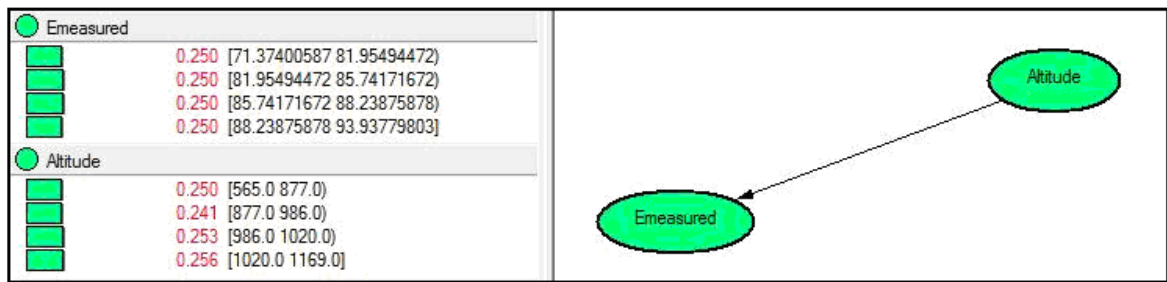 Emeasured
0.250 [71.37400587 81.95494472)
0.250 [81.95494472 85.74171672)
0.250 [85.74171672 88.23875878)
0.250 [88.23875878 93.93779803]
Altitude
0.250 [565.0 877.0)
0.241 [877.0 986.0)
0.253 [986.0 1020.0)
0.256 [1020.0 1169.0]
Altitude
Emeasured